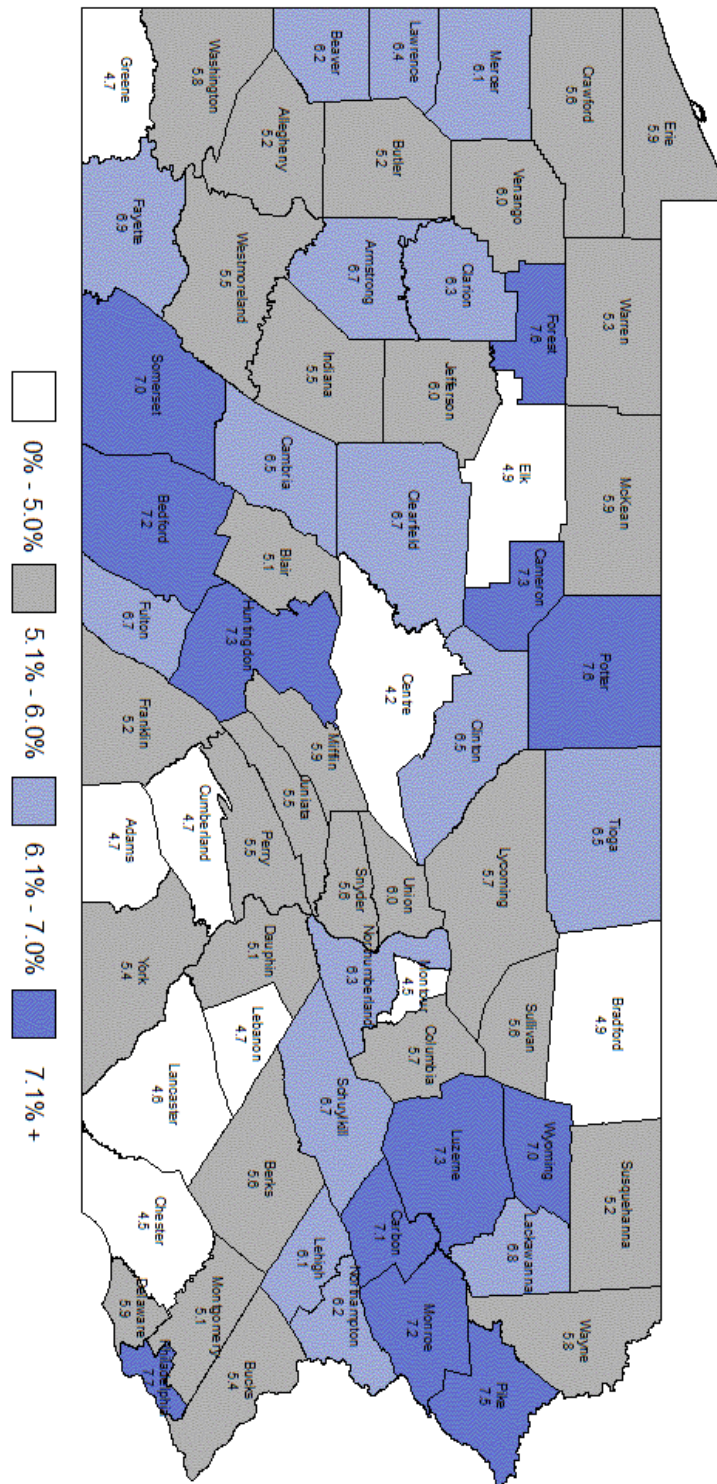 Erie
5.9
Crawford
5.6
Warren
5.3
McKean
5.9
Potter
7.6
Tioga
6.5
Bradford
4.9
Susquehanna
5.2
Wayne
5.8
Mercer
6.1
Venango
6.0
Forest
7.6
Elk
4.9
Cameron
7.3
Clinton
6.5
Lycoming
5.7
Sullivan
5.6
Wyoming
7.0
Lackawanna
6.8
Pike
7.5
Lawrence
6.4
Butler
5.2
Clarion
6.3
Jefferson
6.0
Clearfield
6.7
Centre
4.2
Union
6.0
Snyder
5.6
Montour
4.5
Northumberland
6.3
Columbia
5.7
Luzerne
7.3
Carbon
7.1
Monroe
7.2
Beaver
6.2
Allegheny
5.2
Armstrong
6.7
Indiana
5.5
Cambria
6.5
Blair
5.1
Huntingdon
7.3
Mifflin
5.9
Juniata
5.5
Perry
5.5
Dauphin
5.1
Lebanon
4.7
Schuylkill
6.7
Berks
5.6
Lehigh
6.1
Northampton
6.2
Washington
5.8
Westmoreland
5.5
Greene
4.7
Fayette
6.9
Somerset
7.0
Bedford
7.2
Fulton
6.7
Franklin
5.2
Cumberland
4.7
Adams
4.7
York
5.4
Lancaster
4.6
Chester
4.5
Montgomery
5.1
Bucks
5.4
Delaware
5.9
Philadelphia
7.7
0% - 5.0%
5.1% - 6.0%
6.1% - 7.0%
7.1% +